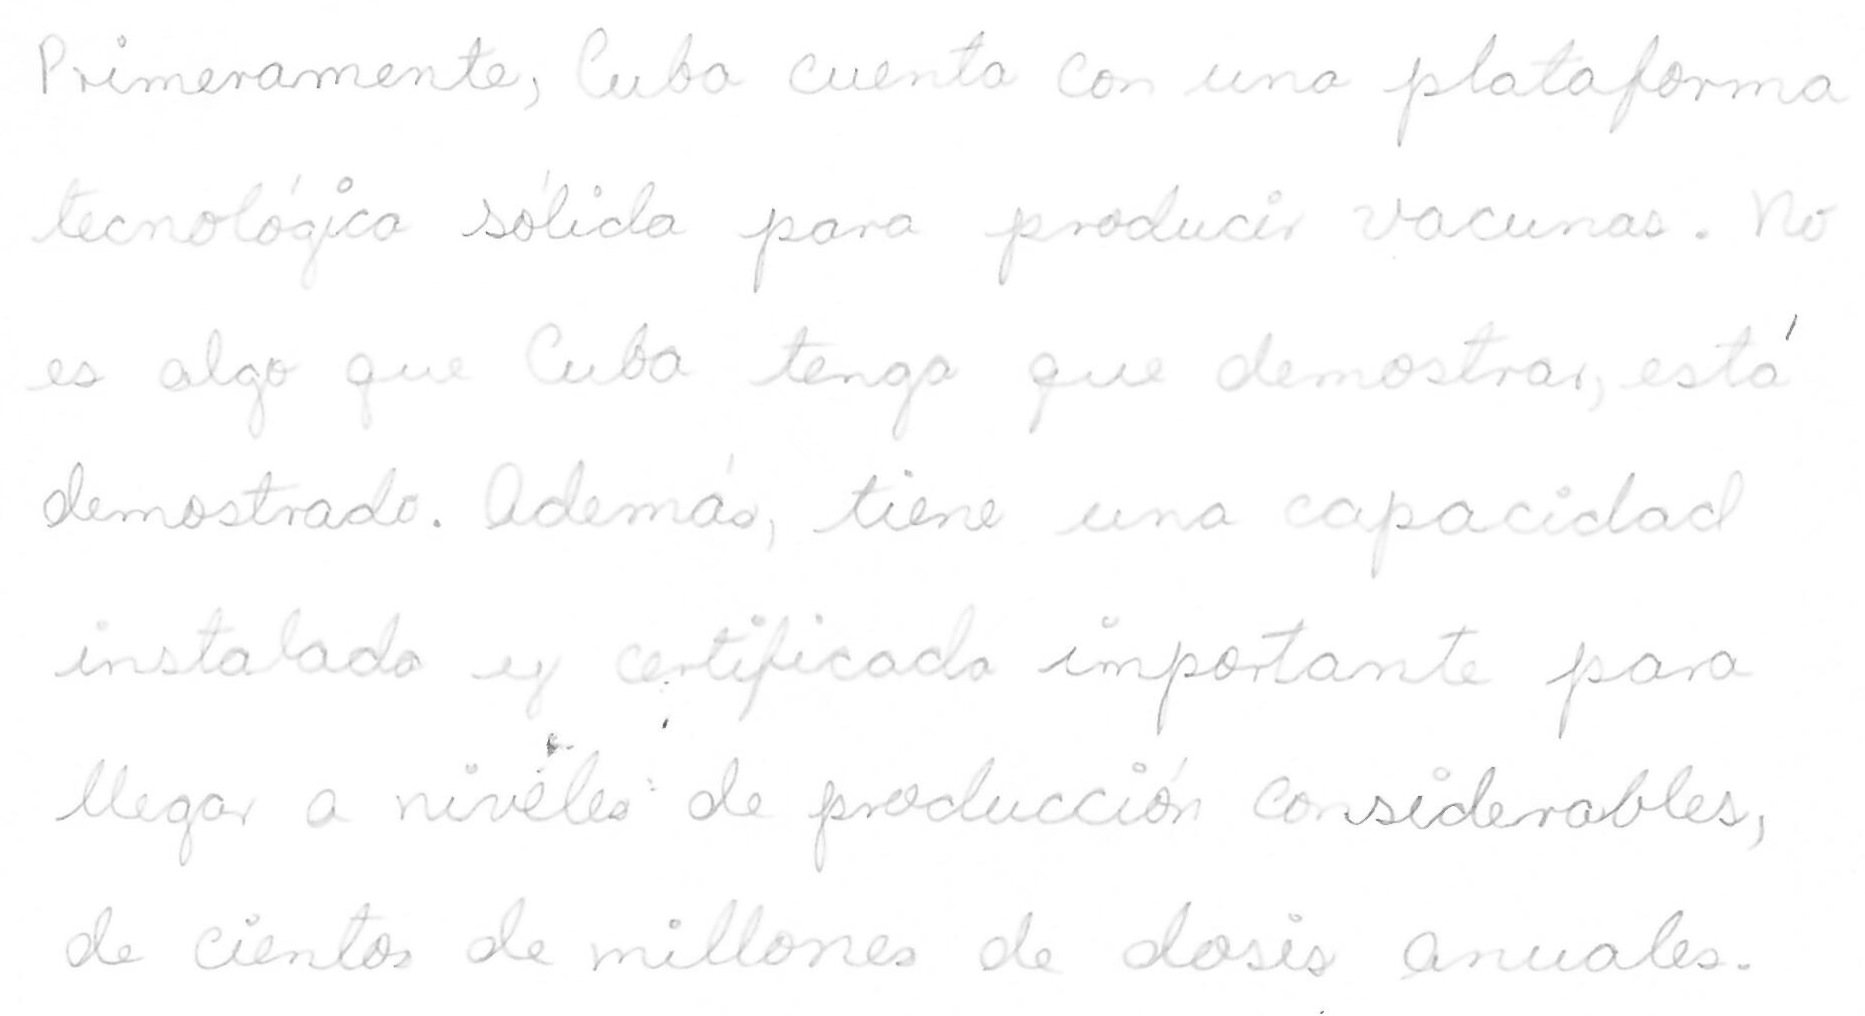 Primeramente, Cuba cuenta con una plataforma
tecnológica sólida para producir vacunas. No
es algo que Cuba tenga que demostrar, está
demostrado. Además, tiene una capacidad
instalada y certificada importante para
llegar a niveles de producción considerables,
de cientos de millones de dosis anuales.